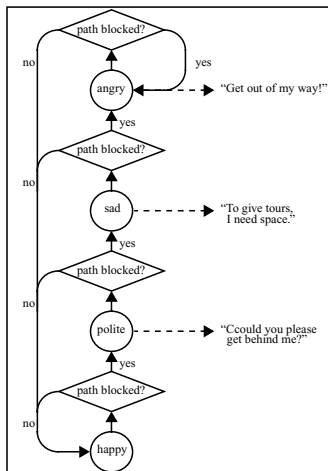 path blocked?
no
yes
angry
“Get out of my way!”
yes
path blocked?
no
sad
“To give tours,
I need space.”
yes
path blocked?
no
polite
“Ccould you please
get behind me?”
yes
path blocked?
no
happy